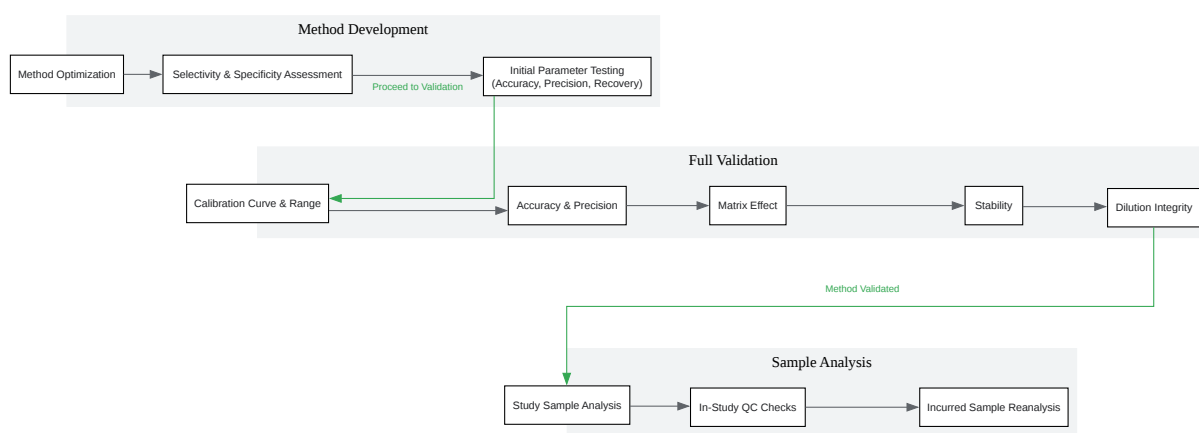 Method Development
Method Optimization
Selectivity & Specificity Assessment
Proceed to Validation
Initial Parameter Testing
(Accuracy, Precision, Recovery)
Full Validation
Calibration Curve & Range
Accuracy & Precision
Matrix Effect
Stability
Dilution Integrity
Method Validated
Sample Analysis
Study Sample Analysis
In-Study QC Checks
Incurred Sample Reanalysis